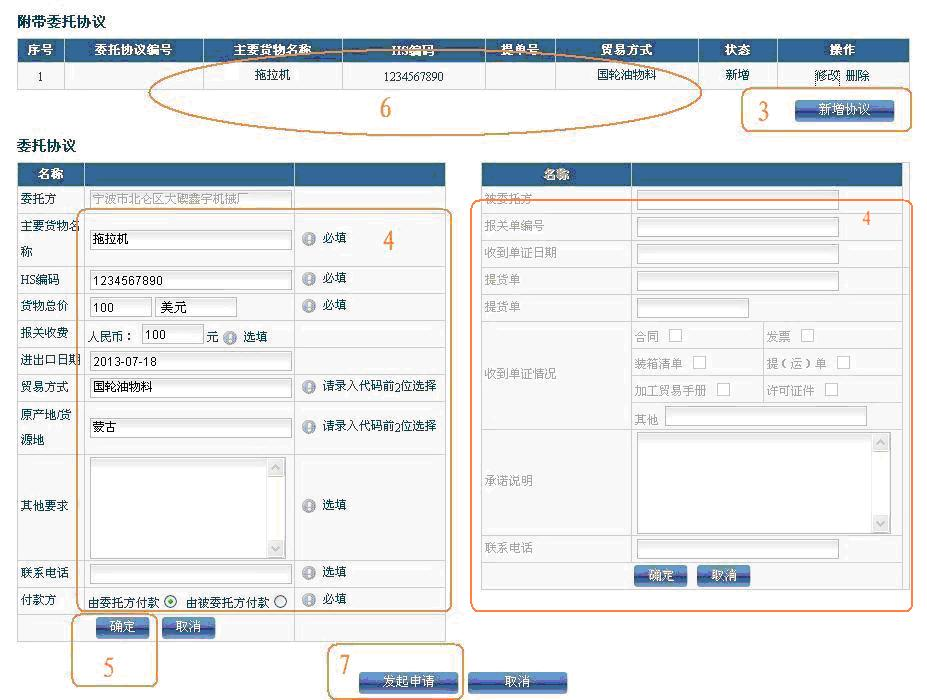 附带委托协议
序号 委托协议编号 主要货物名称 HS编码 提单号 贸易方式 状态 操作
1 拖拉机 1234567890 国轮油物料 新增 修改 删除
6
3 新增协议
委托协议
名称
委托方 宁波市北仑区大碶鑫宇机械厂
主要货物名称 拖拉机 必填 4
HS编码 1234567890 必填
货物总价 100 美元 必填
报关收费 人民币： 100 元 选填
进出口日期 2013-07-18
贸易方式 国轮油物料 请录入代码前2位选择
原产地/货源地 蒙古 请录入代码前2位选择
其他要求 选填
联系电话 选填
付款方 由委托方付款 由被委托方付款 必填
确定 取消
5
名称
被委托方
报关单编号 4
收到单证日期
提货单
提货单
收到单证情况
合同 发票
装箱清单 提（运）单
加工贸易手册 许可证件
其他
承诺说明
联系电话
确定 取消
7 发起申请 取消